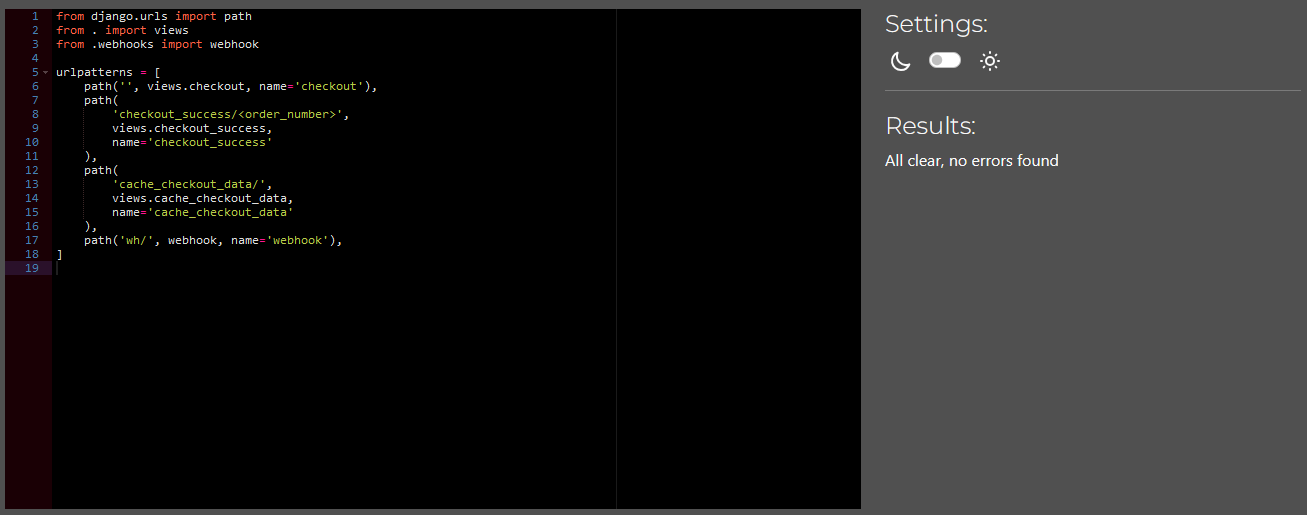 1 from django.urls import path
2 from . import views
3 from .webhooks import webhook
4
5 urlpatterns = [
6     path('', views.checkout, name='checkout'),
7     path(
8         'checkout_success/<order_number>',
9         views.checkout_success,
10         name='checkout_success'
11     ),
12     path(
13         'cache_checkout_data/',
14         views.cache_checkout_data,
15         name='cache_checkout_data'
16     ),
17     path('wh/', webhook, name='webhook'),
18 ]
19
Settings:
Results:
All clear, no errors found